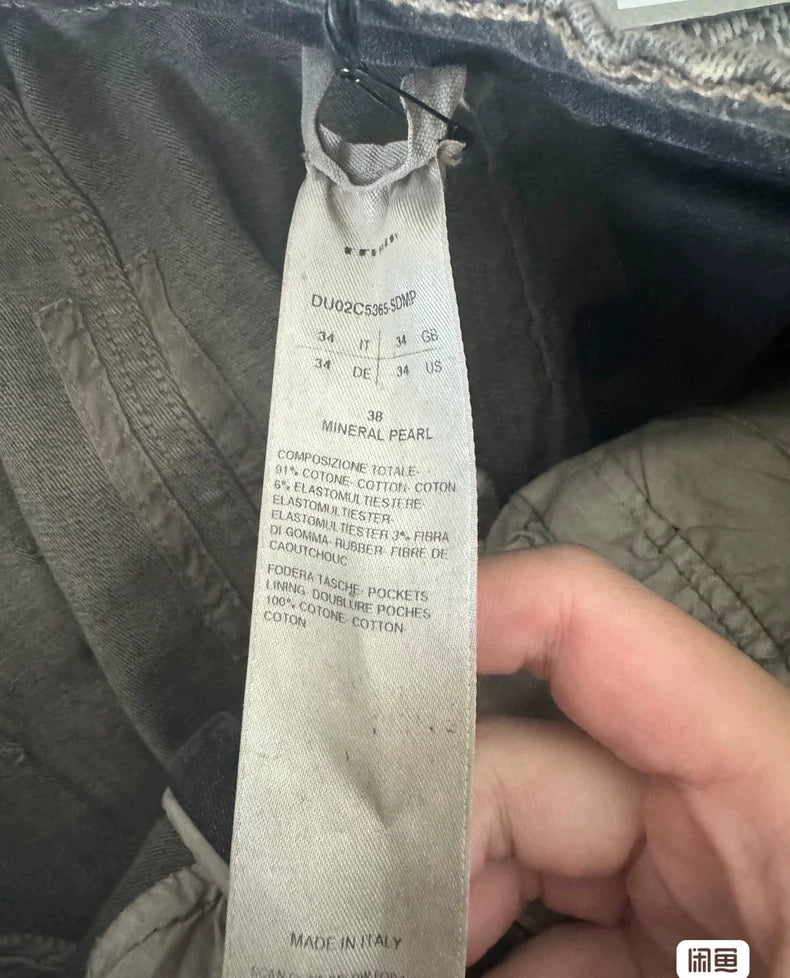 DU02C5365-SDMP
34 IT 34 GB
34 DE 34 US
38
MINERAL PEARL
COMPOSIZIONE TOTALE-
91% COTONE- COTTON- COTON
6% ELASTOMULTIESTERE-
ELASTOMULTIESTER-
ELASTOMULTIESTER 3% FIBRA
DI GOMMA- RUBBER- FIBRE DE
CAOUTCHOUC
FODERA TASCHE- POCKETS
LINING- DOUBLURE POCHES
100% COTONE- COTTON-
COTON
MADE IN ITALY
闲鱼